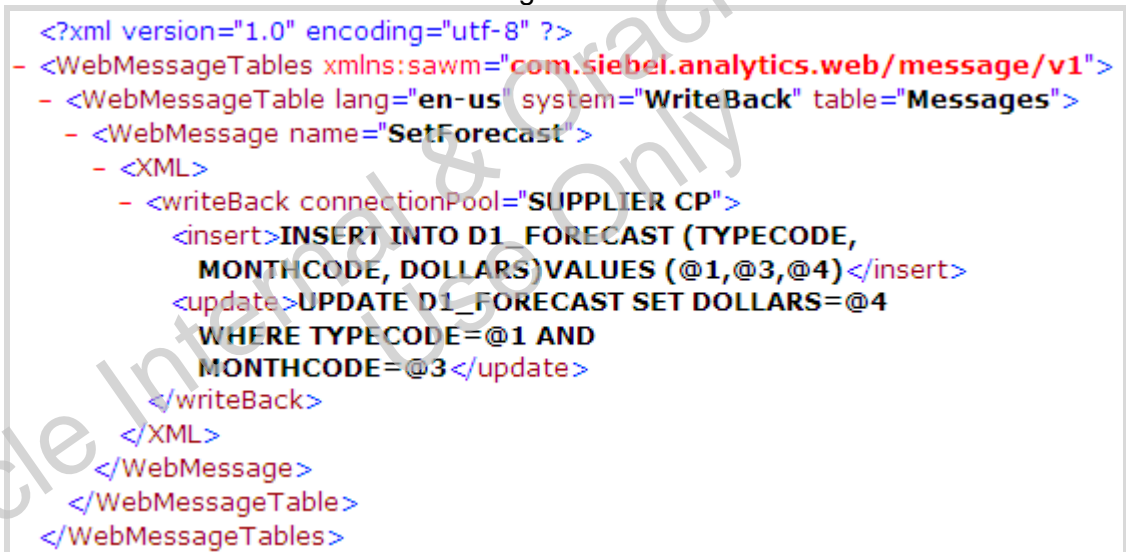 <?xml version="1.0" encoding="utf-8" ?>
- <WebMessageTables xmlns:sawm="com.siebel.analytics.web/message/v1">
- <WebMessageTable lang="en-us" system="WriteBack" table="Messages">
- <WebMessage name="SetForecast">
- <XML>
- <writeBack connectionPool="SUPPLIER CP">
<insert>INSERT INTO D1_FORECAST (TYPECODE,
MONTHCODE, DOLLARS)VALUES (@1,@3,@4)</insert>
<update>UPDATE D1_FORECAST SET DOLLARS=@4
WHERE TYPECODE=@1 AND
MONTHCODE=@3</update>
</writeBack>
</XML>
</WebMessage>
</WebMessageTable>
</WebMessageTables>
Internal & 
Use Only